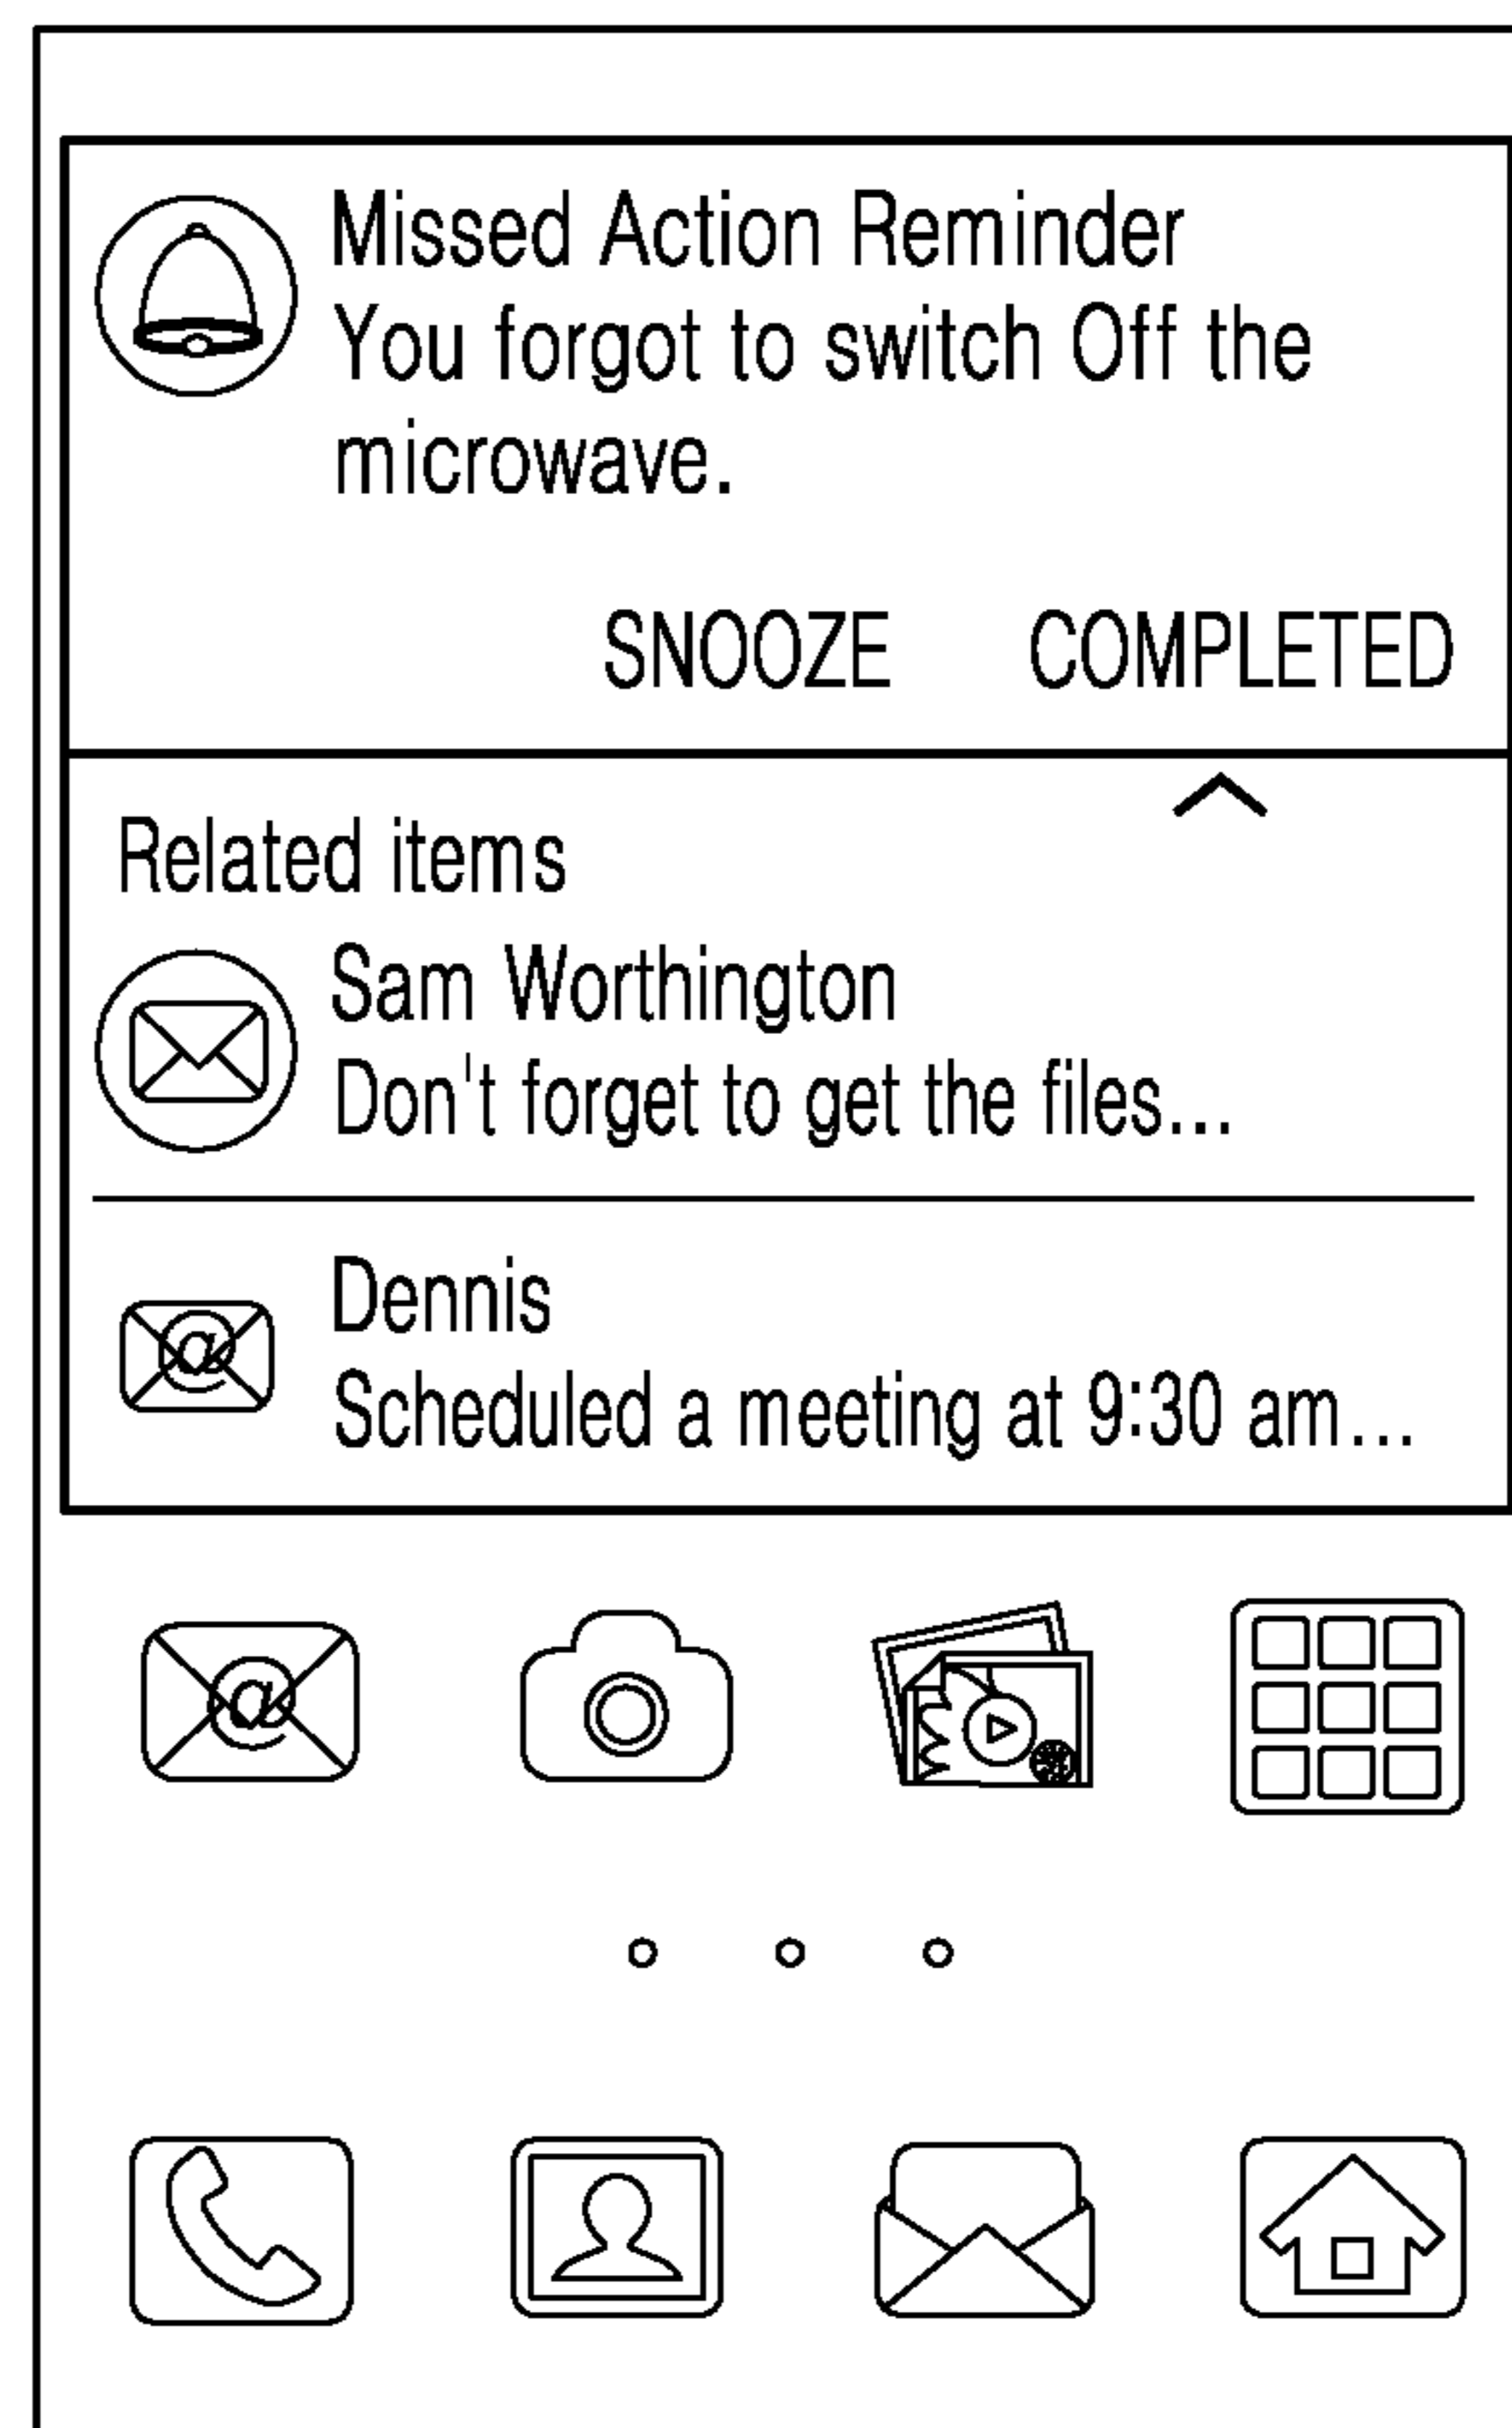 Missed Action Reminder
You forgot to switch Off the
microwave.
SNOOZE COMPLETED
Related items
Sam Worthington
Don't forget to get the files...
Dennis
@ Scheduled a meeting at 9:30 am...
@